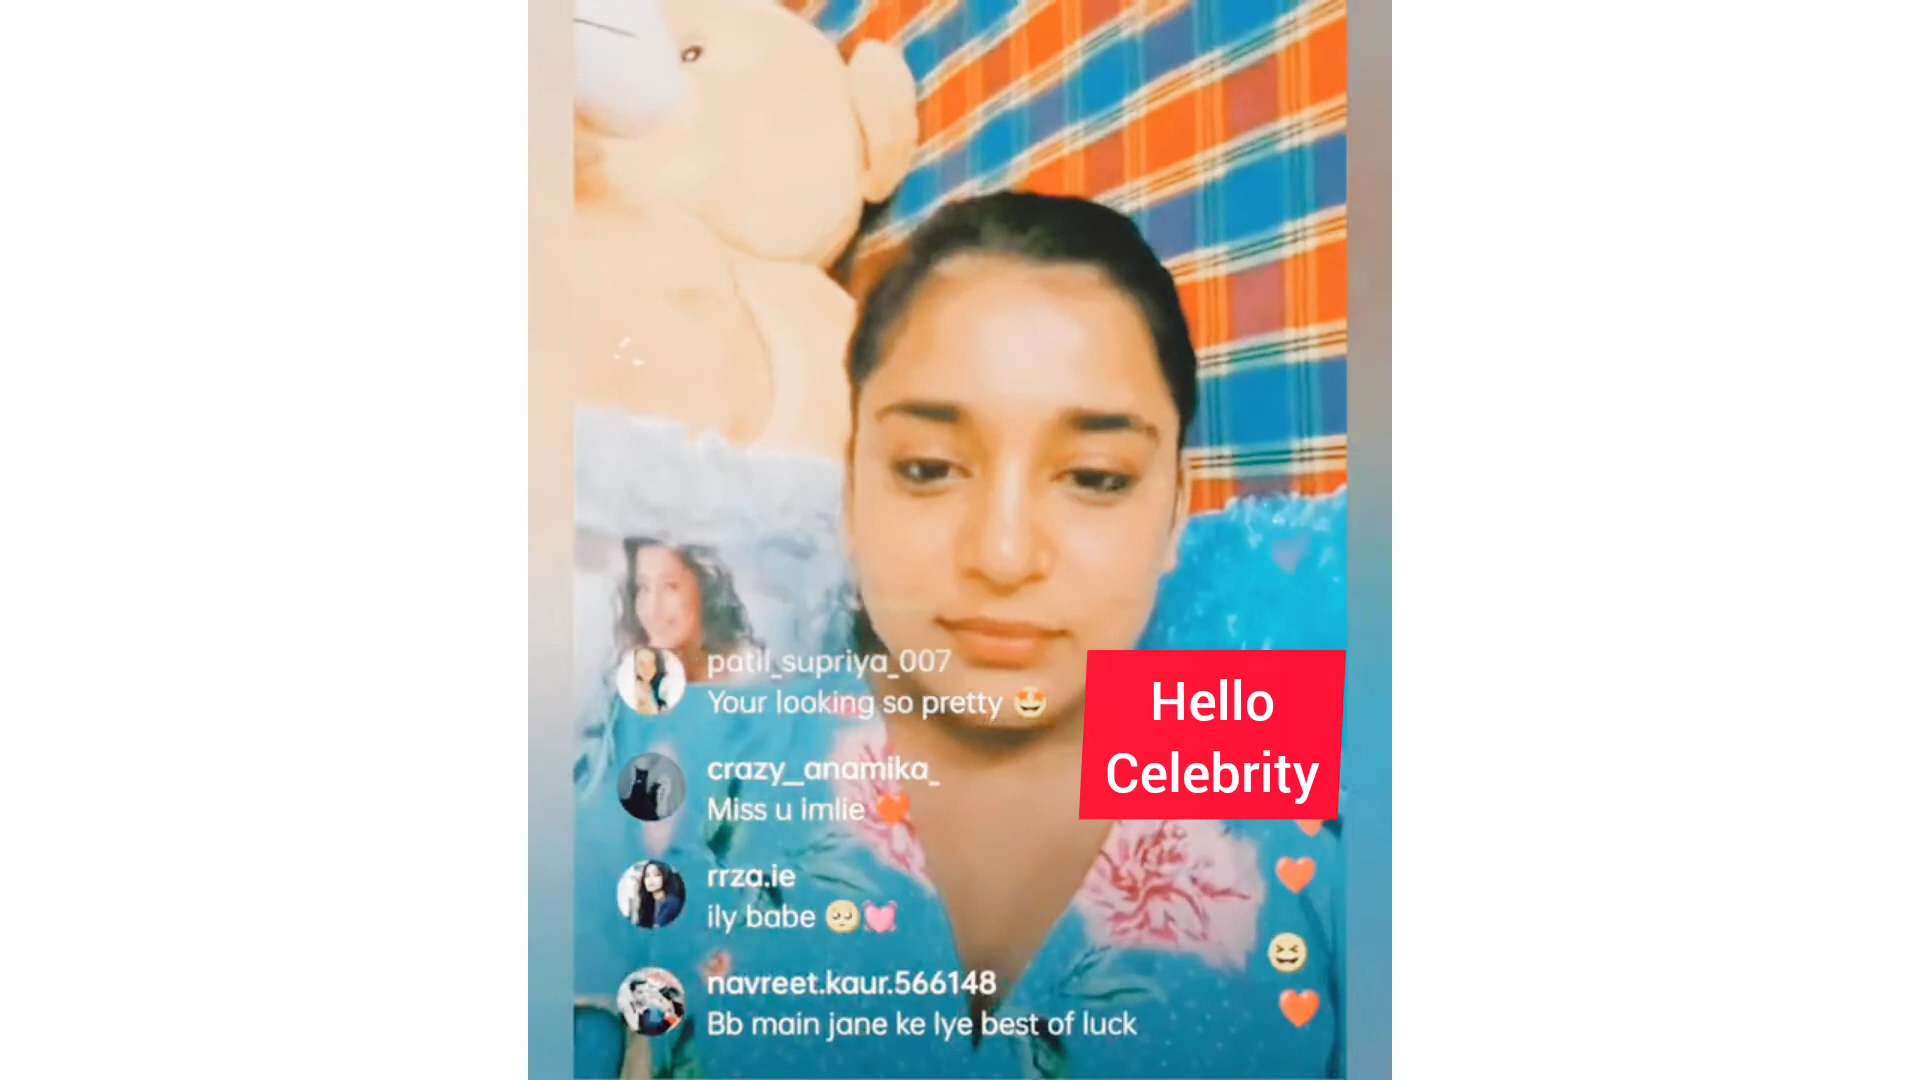 patil_supriya_007
Your looking so pretty 🤩
crazy__anamika_
Miss u imlie ❤️
rrza.ie
ily babe 🥺💓
navreet.kaur.566148
Bb main jane ke lye best of luck
Hello
Celebrity